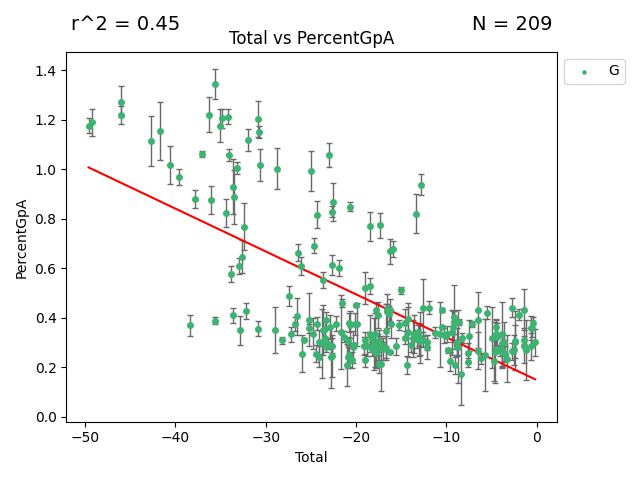 r^2 = 0.45 N = 209
Total vs PercentGpA
G
PercentGpA
1.4
1.2
1.0
0.8
0.6
0.4
0.2
0.0
−50 −40 −30 −20 −10 0
Total